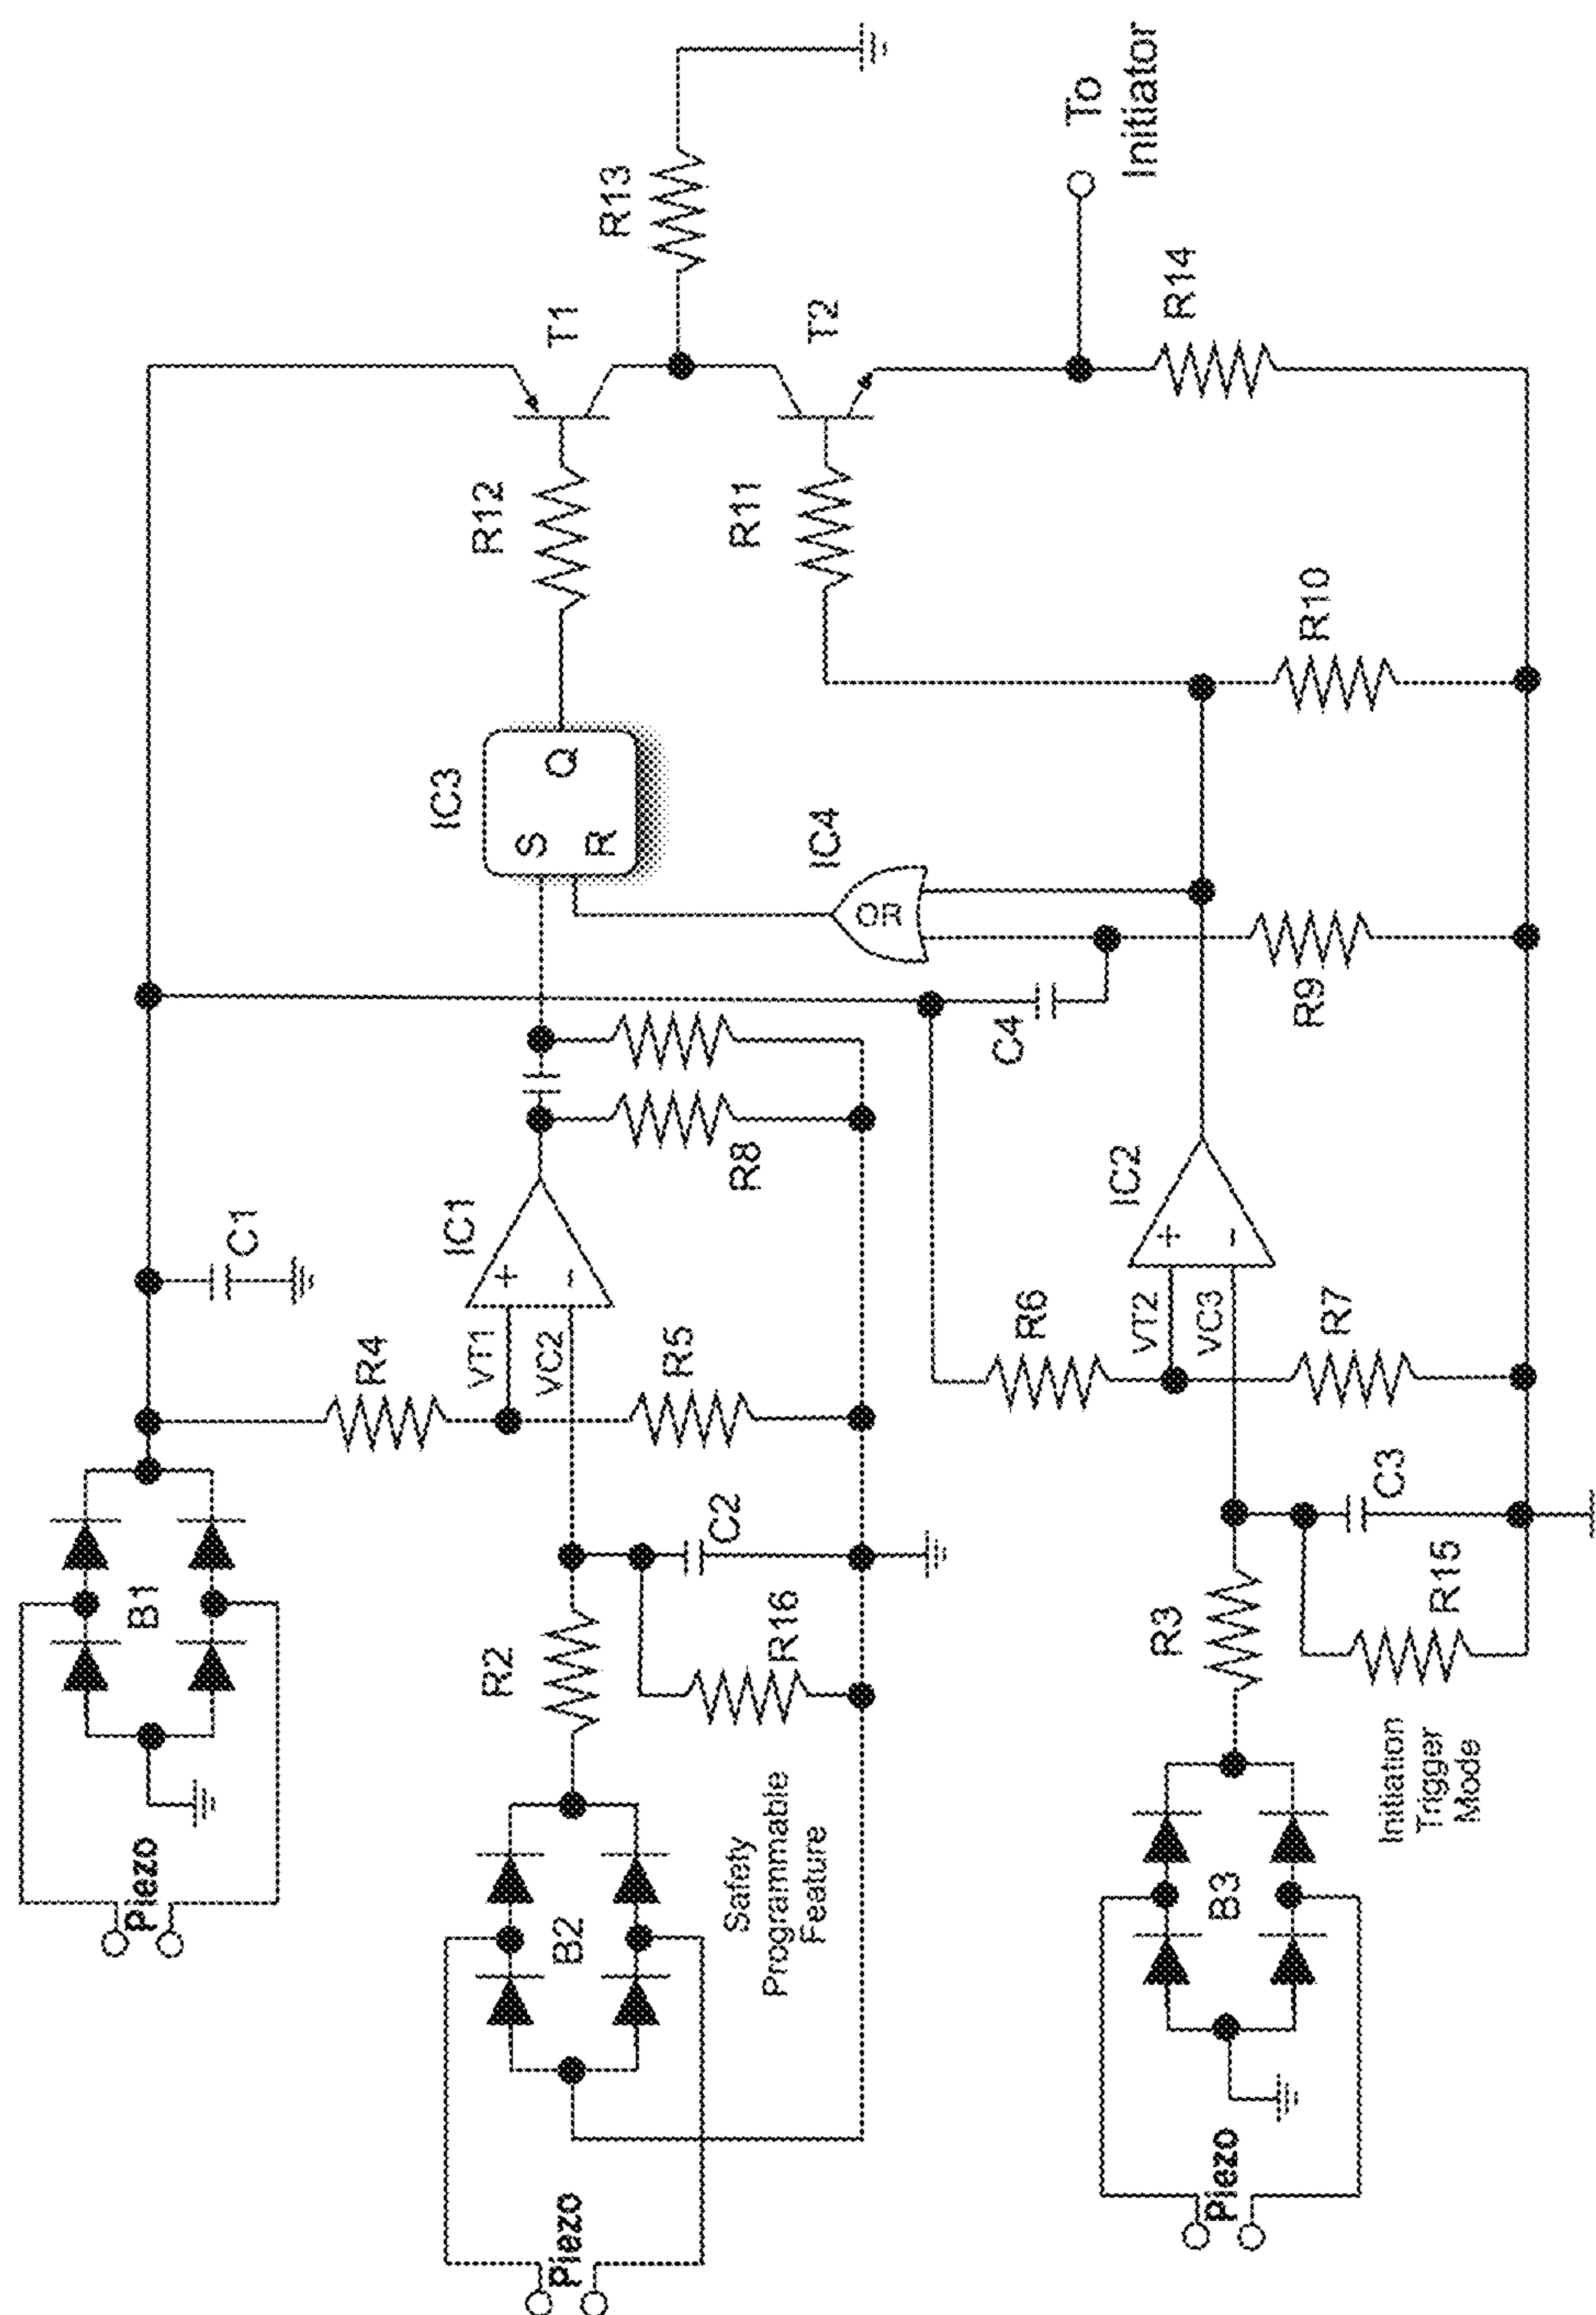 Piezo
B1
C1
R4
VT1
VC2
IC1
R5
R8
IC3
S
R
Q
R12
T1
R13
Piezo
B2
R2
C2
R16
Safety
Programmable
Feature
R11
T2
IC4
OR
C4
R9
R10
R14
To
Initiator
Piezo
B3
R3
C3
R15
Initiation
Trigger
Mode
R6
VT2
VC3
R7
IC2
+
-
+
-